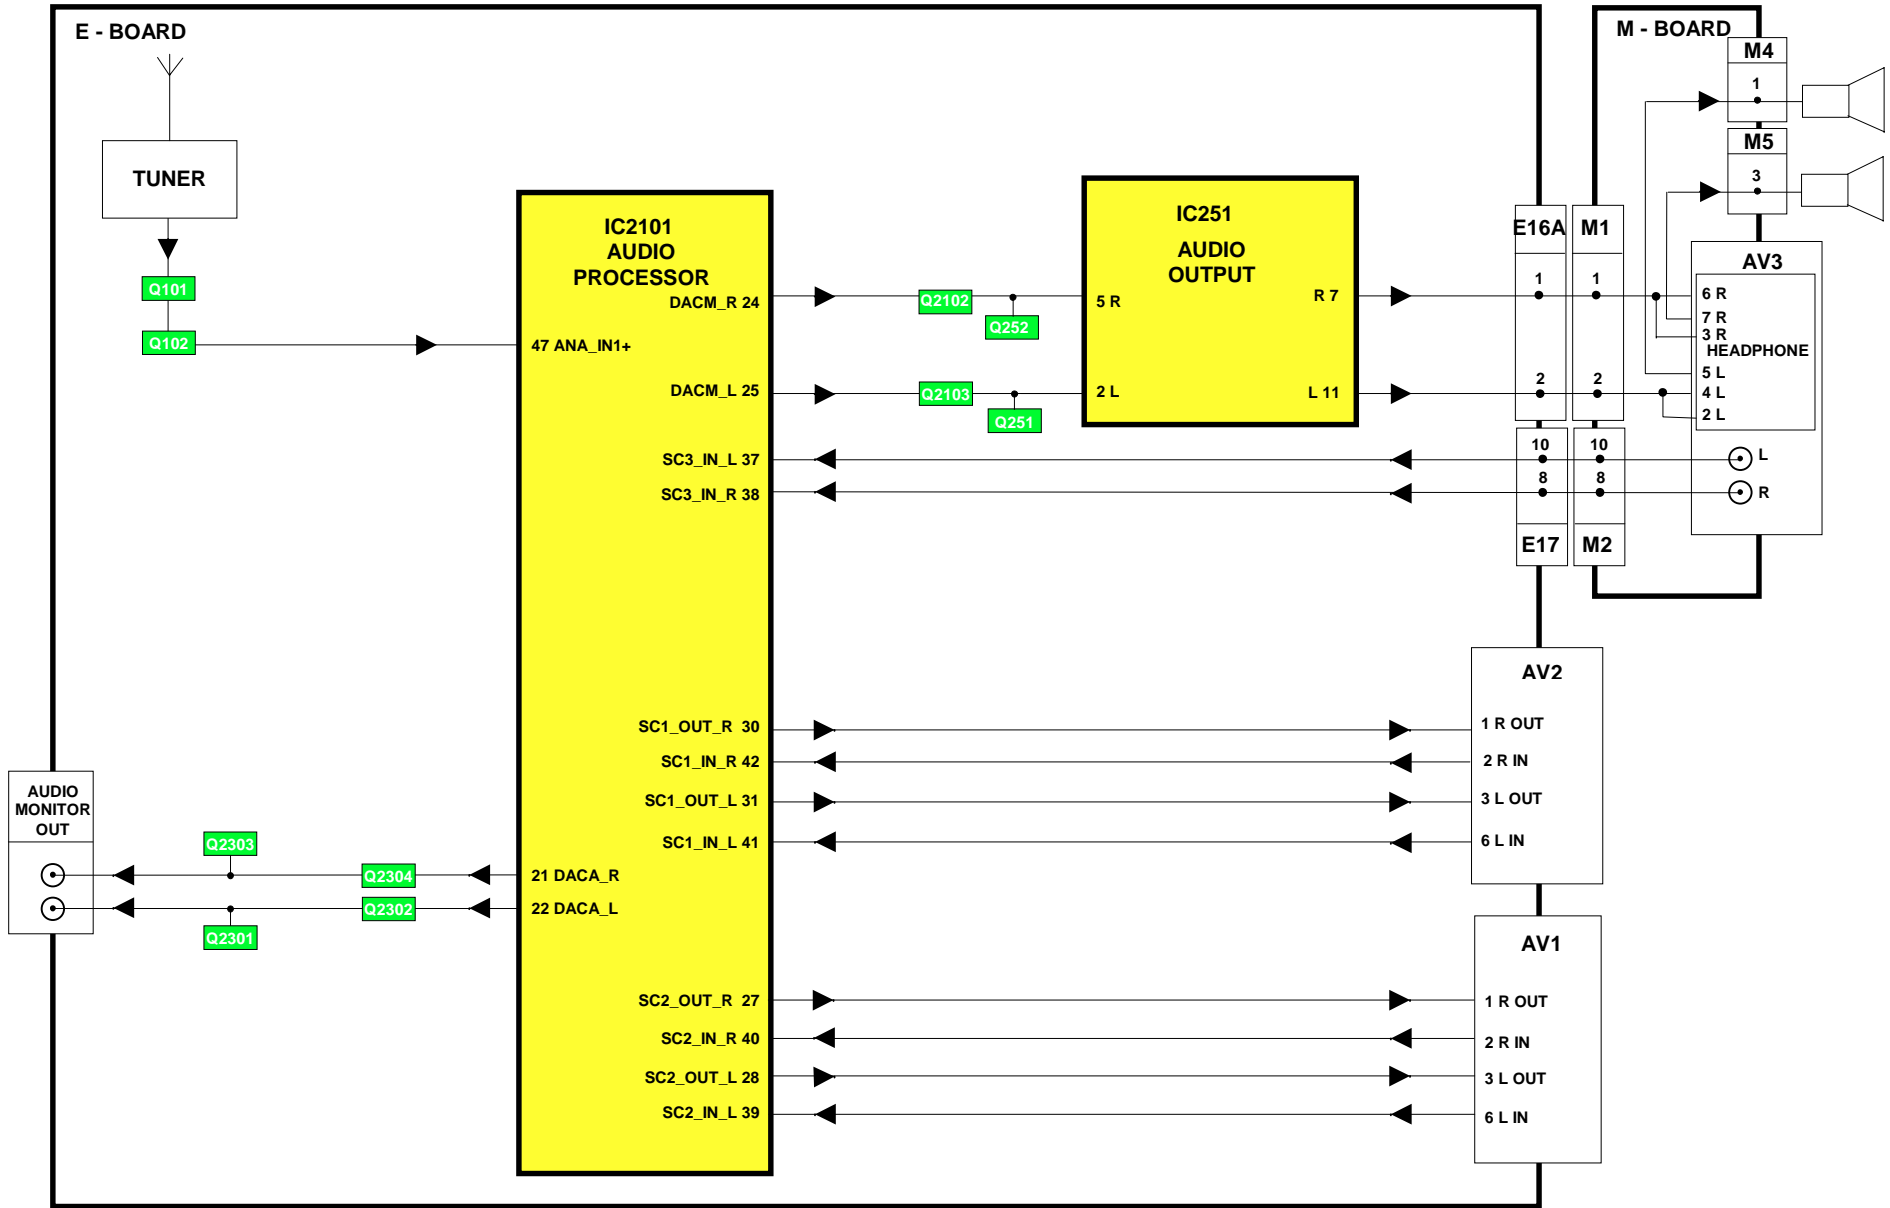 E - BOARD
M - BOARD
M4
1
M5
3
TUNER
Q101
Q102
IC2101
AUDIO
PROCESSOR
DACM_R 24
47 ANA_IN1+
DACM_L 25
SC3_IN_L 37
SC3_IN_R 38
SC1_OUT_R 30
SC1_IN_R 42
SC1_OUT_L 31
SC1_IN_L 41
21 DACA_R
22 DACA_L
SC2_OUT_R 27
SC2_IN_R 40
SC2_OUT_L 28
SC2_IN_L 39
Q2102
Q252
Q2103
Q251
IC251
AUDIO
OUTPUT
5 R
R 7
2 L
L 11
E16A
1
2
10
8
E17
M1
1
2
10
8
M2
AV3
6 R
7 R
3 R
HEADPHONE
5 L
4 L
2 L
L
R
AV2
1 R OUT
2 R IN
3 L OUT
6 L IN
AV1
1 R OUT
2 R IN
3 L OUT
6 L IN
AUDIO
MONITOR
OUT
Q2303
Q2304
Q2302
Q2301